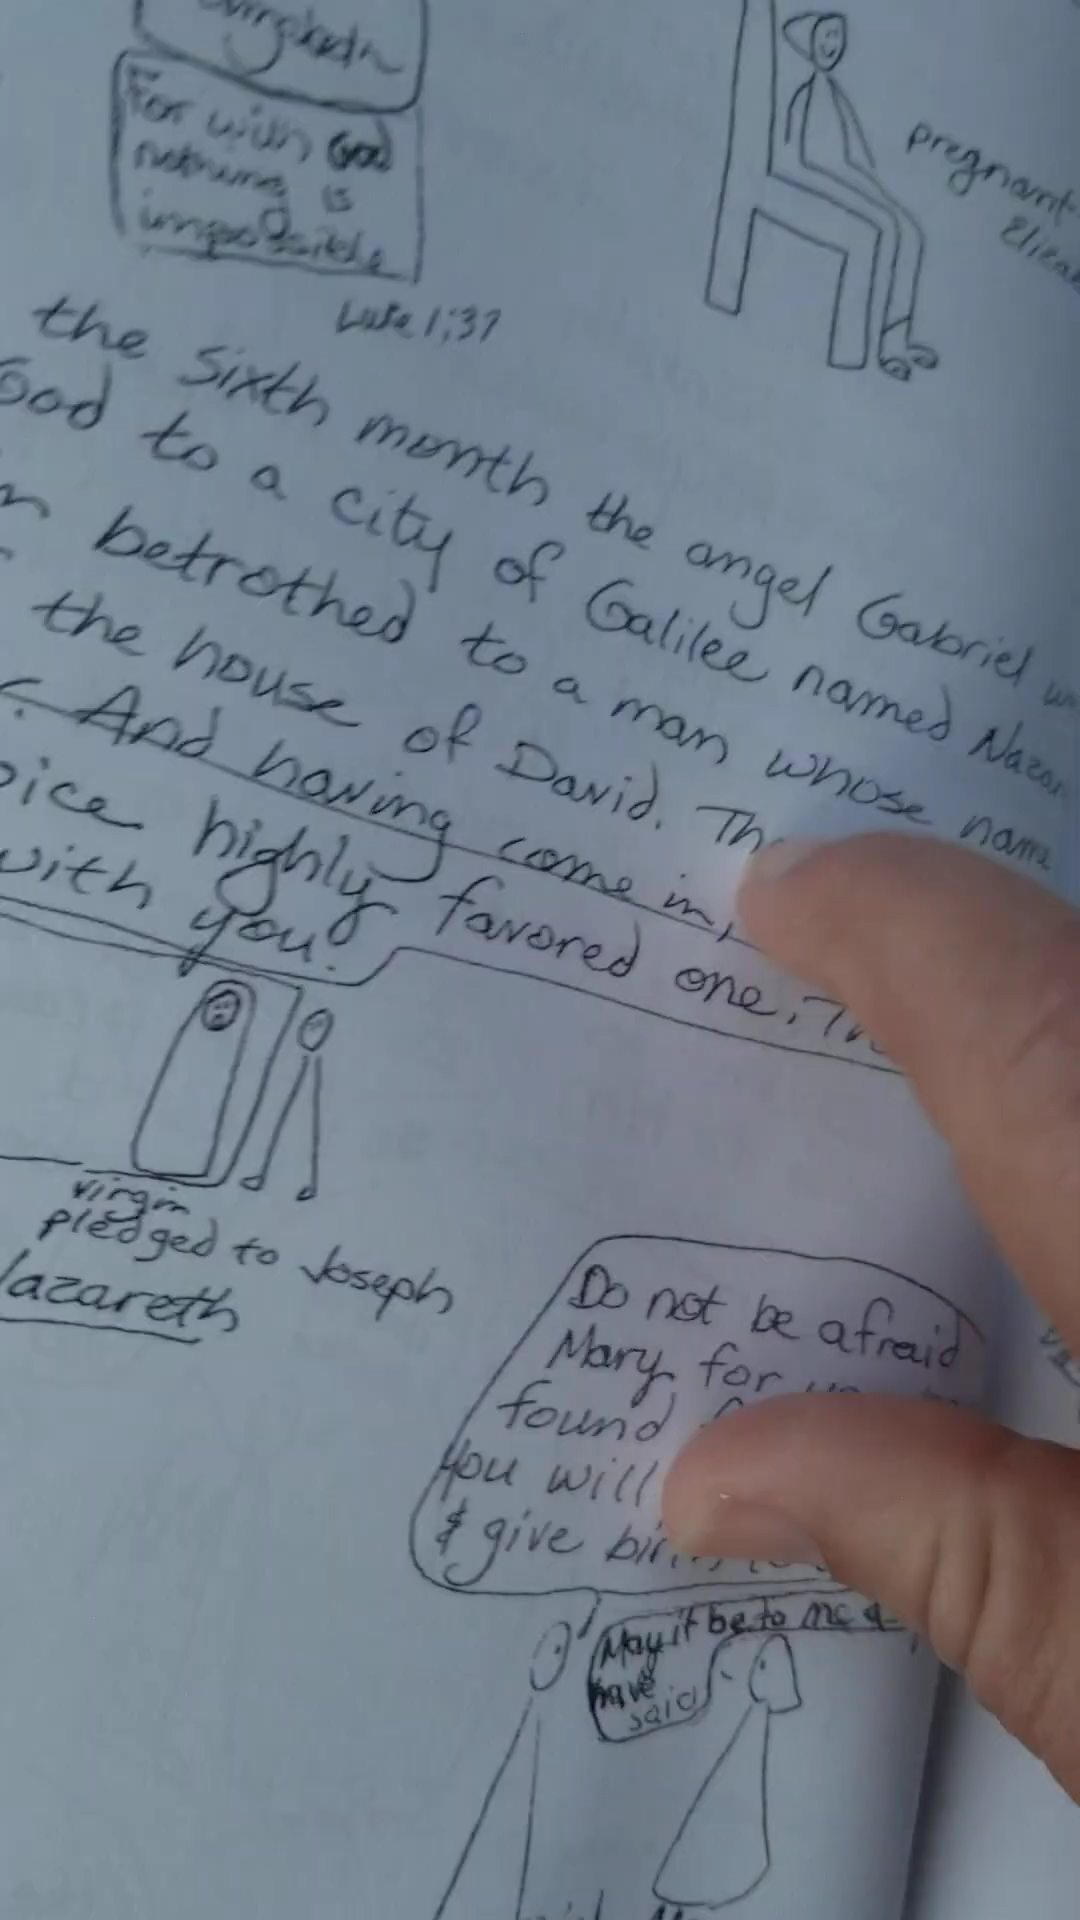 For with God
nothing is
impossible
Luke 1:37
pregnant
the sixth month the angel Gabriel
God to a city of Galilee named
betrothed to a man whose name
the house of David.
And having come in,
highly favored one,
with you.
virgin
pledged to Joseph
Do not be afraid
Mary, for
found
You will
& give
May it be to me
have
said